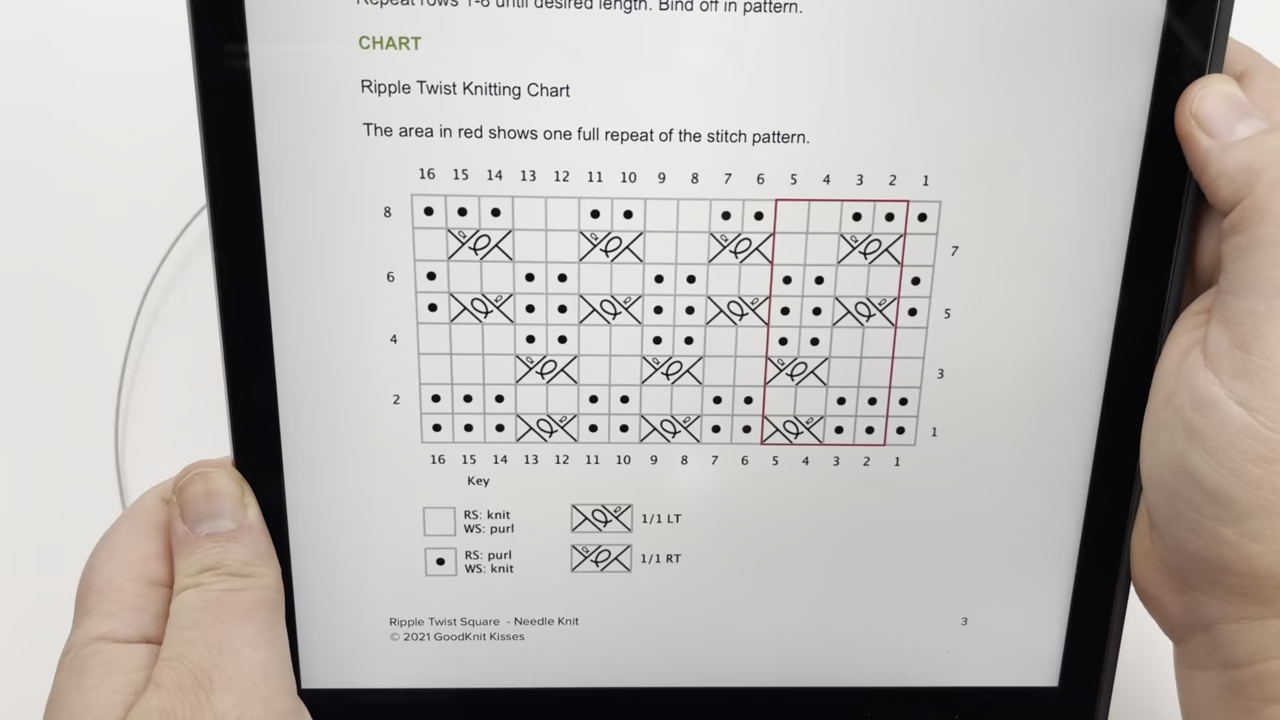 Repeat rows 1-8 until desired length. Bind off in pattern.
CHART
Ripple Twist Knitting Chart
The area in red shows one full repeat of the stitch pattern.
16 15 14 13 12 11 10 9 8 7 6 5 4 3 2 1
8
7
6
5
4
3
2
1
16 15 14 13 12 11 10 9 8 7 6 5 4 3 2 1
Key
RS: knit
WS: purl
1/1 LT
RS: purl
WS: knit
1/1 RT
Ripple Twist Square - Needle Knit
3
© 2021 GoodKnit Kisses